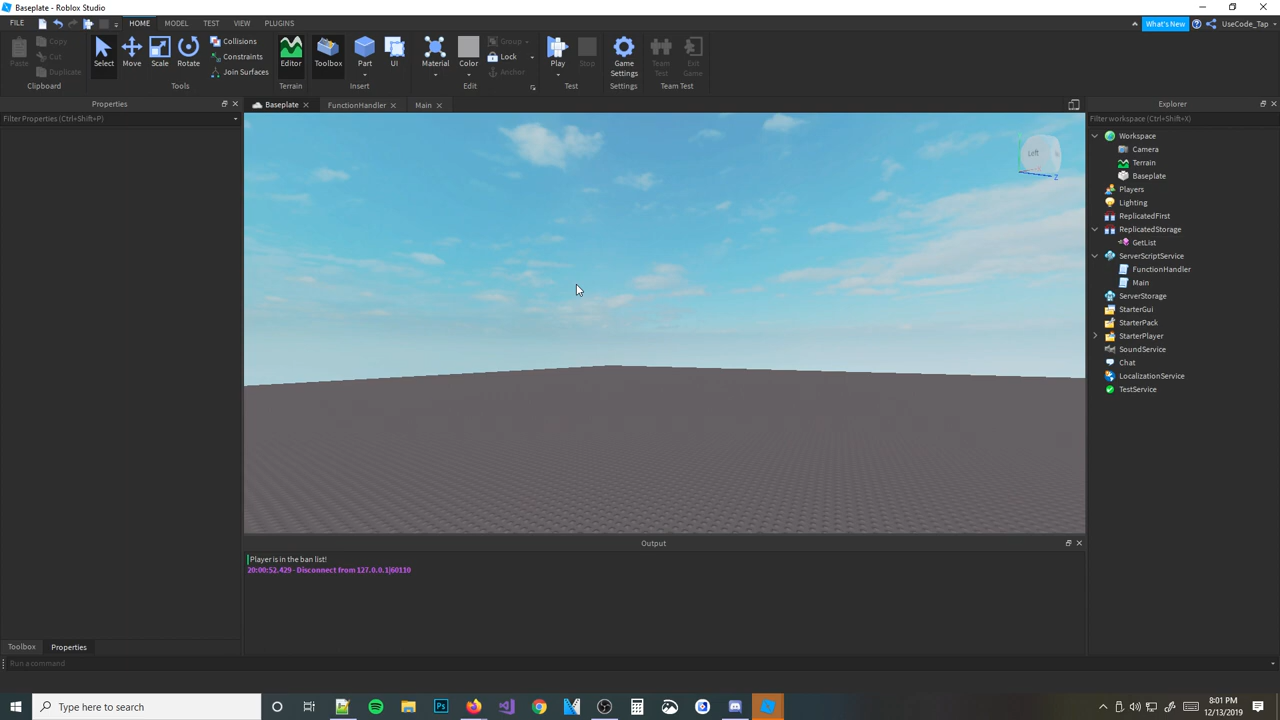 Baseplate - Roblox Studio
FILE HOME MODEL TEST VIEW PLUGINS What's New UseCode_Tap
Paste Copy Cut Duplicate Clipboard
Select Move Scale Rotate Collisions Constraints Join Surfaces Tools
Editor Terrain
Toolbox Part UI Insert
Material Color Group Lock Anchor Edit
Play Stop Test
Game Settings Settings
Team Test Exit Game Team Test
Properties
Filter Properties (Ctrl+Shift+P)
Baseplate FunctionHandler Main
Left
Z
Explorer
Filter workspace (Ctrl+Shift+X)
Workspace
Camera
Terrain
Baseplate
Players
Lighting
ReplicatedFirst
ReplicatedStorage
GetList
ServerScriptService
FunctionHandler
Main
ServerStorage
StarterGui
StarterPack
StarterPlayer
SoundService
Chat
LocalizationService
TestService
Output
Player is in the ban list!
20:00:52.429 - Disconnect from 127.0.0.1|60110
Toolbox Properties
Run a command
Type here to search
8:01 PM
12/13/2019